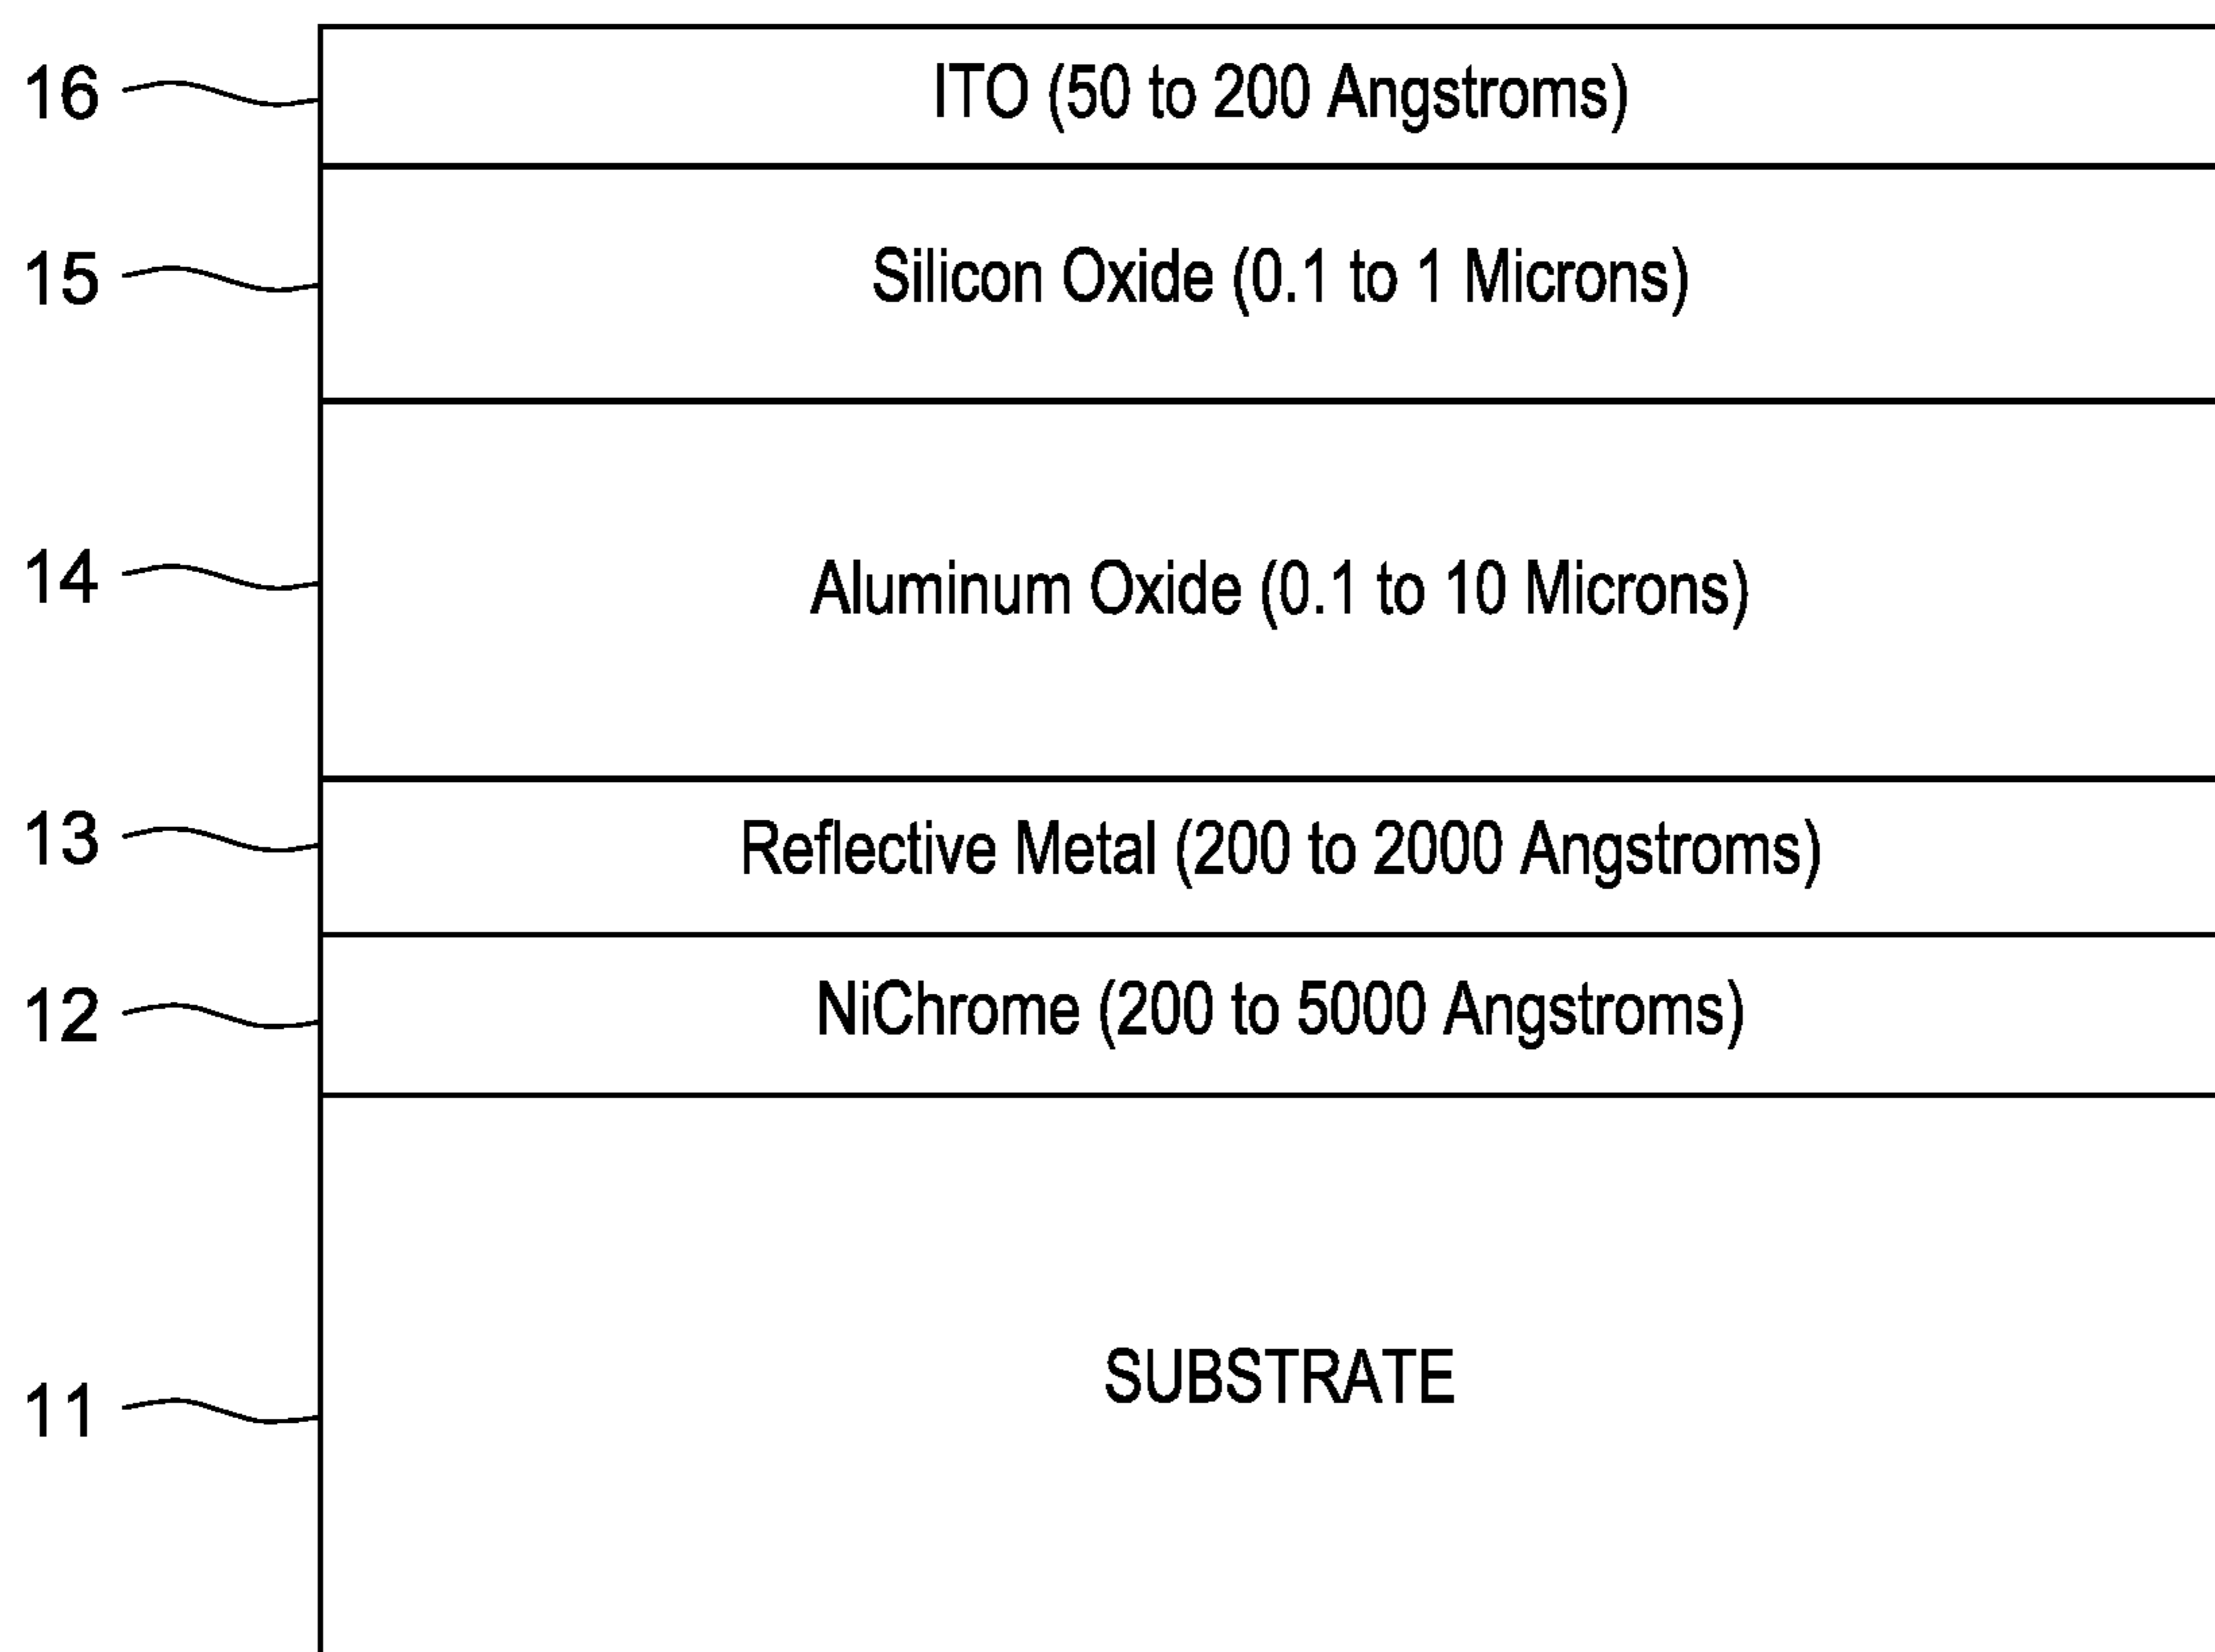 16 ITO (50 to 200 Angstroms)
15 Silicon Oxide (0.1 to 1 Microns)
14 Aluminum Oxide (0.1 to 10 Microns)
13 Reflective Metal (200 to 2000 Angstroms)
12 NiChrome (200 to 5000 Angstroms)
11 SUBSTRATE